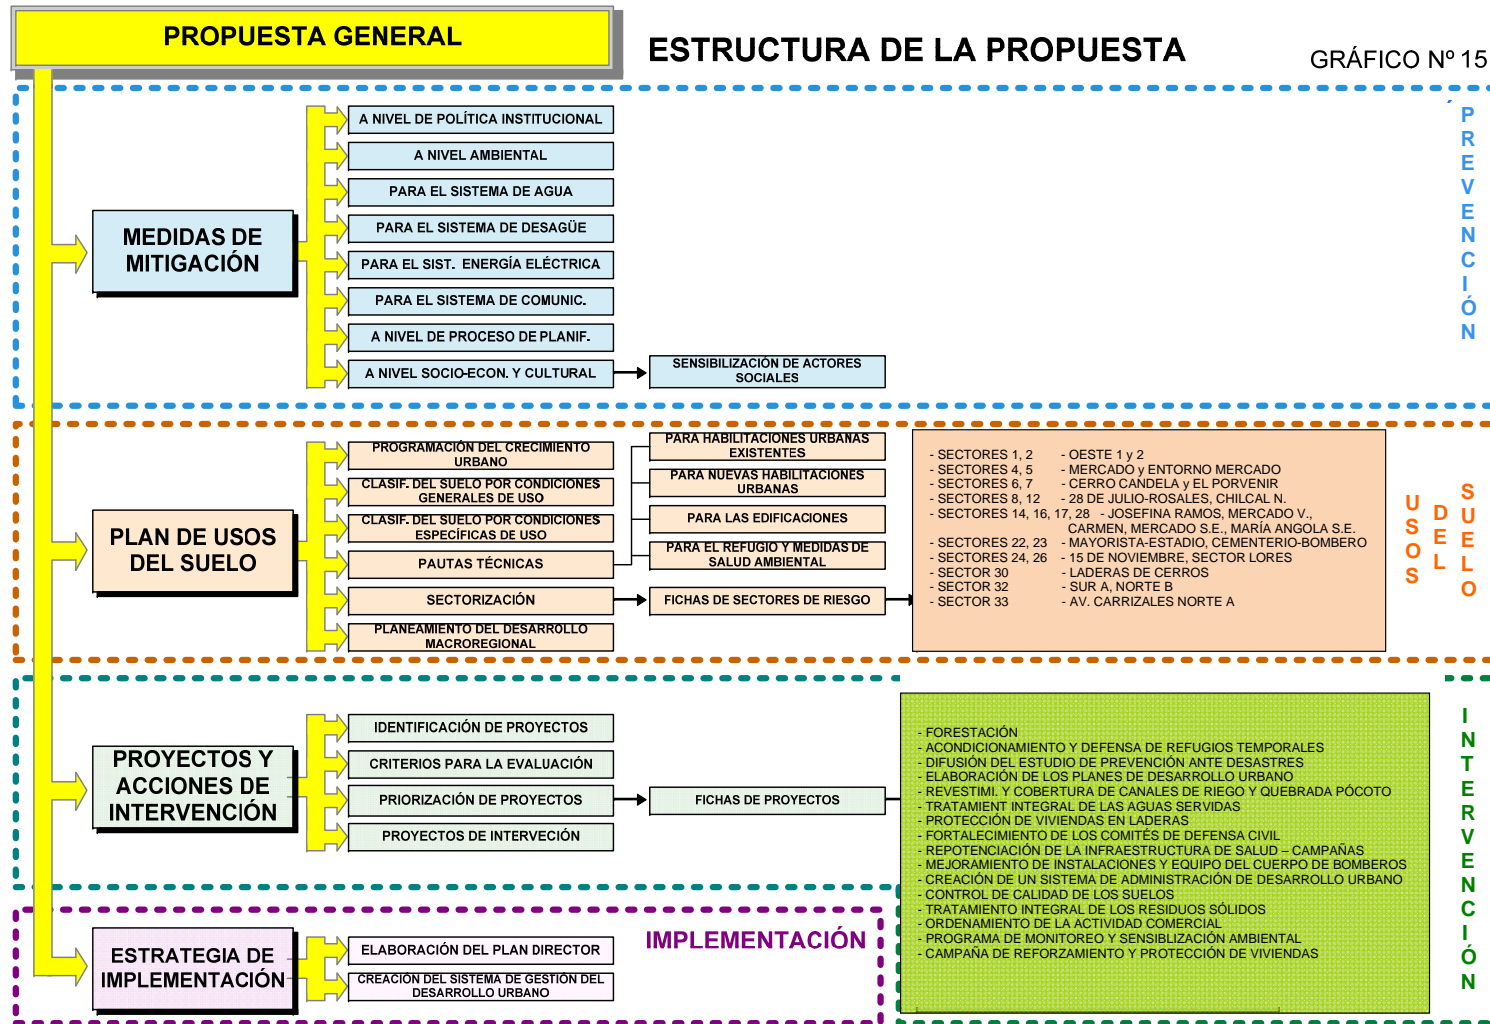 PROPUESTA GENERAL
ESTRUCTURA DE LA PROPUESTA
GRÁFICO Nº 15
PREVENCIÓN
MEDIDAS DE
MITIGACIÓN
A NIVEL DE POLÍTICA INSTITUCIONAL
A NIVEL AMBIENTAL
PARA EL SISTEMA DE AGUA
PARA EL SISTEMA DE DESAGÜE
PARA EL SIST. ENERGÍA ELÉCTRICA
PARA EL SISTEMA DE COMUNIC.
A NIVEL DE PROCESO DE PLANIF.
A NIVEL SOCIO-ECON. Y CULTURAL
SENSIBILIZACIÓN DE ACTORES
SOCIALES
PLAN DE USOS
DEL SUELO
PROGRAMACIÓN DEL CRECIMIENTO
URBANO
CLASIF. DEL SUELO POR CONDICIONES
GENERALES DE USO
CLASIF. DEL SUELO POR CONDICIONES
ESPECÍFICAS DE USO
PAUTAS TÉCNICAS
SECTORIZACIÓN
PLANEAMIENTO DEL DESARROLLO
MACROREGIONAL
PARA HABILITACIONES URBANAS
EXISTENTES
PARA NUEVAS HABILITACIONES
URBANAS
PARA LAS EDIFICACIONES
PARA EL REFUGIO Y MEDIDAS DE
SALUD AMBIENTAL
FICHAS DE SECTORES DE RIESGO
- SECTORES 1, 2 - OESTE 1 y 2
- SECTORES 4, 5 - MERCADO y ENTORNO MERCADO
- SECTORES 6, 7 - CERRO CANDELA y EL PORVENIR
- SECTORES 8, 12 - 28 DE JULIO-ROSALES, CHILCAL N.
- SECTORES 14, 16, 17, 28 - JOSEFINA RAMOS, MERCADO V.,
CARMEN, MERCADO S.E., MARÍA ANGOLA S.E.
- SECTORES 22, 23 - MAYORISTA-ESTADIO, CEMENTERIO-BOMBERO
- SECTORES 24, 26 - 15 DE NOVIEMBRE, SECTOR LORES
- SECTOR 30 - LADERAS DE CERROS
- SECTOR 32 - SUR A, NORTE B
- SECTOR 33 - AV. CARRIZALES NORTE A
USOS
DEL
SUELO
PROYECTOS Y
ACCIONES DE
INTERVENCIÓN
IDENTIFICACIÓN DE PROYECTOS
CRITERIOS PARA LA EVALUACIÓN
PRIORIZACIÓN DE PROYECTOS
PROYECTOS DE INTERVECIÓN
FICHAS DE PROYECTOS
- FORESTACIÓN
- ACONDICIONAMIENTO Y DEFENSA DE REFUGIOS TEMPORALES
- DIFUSIÓN DEL ESTUDIO DE PREVENCIÓN ANTE DESASTRES
- ELABORACIÓN DE LOS PLANES DE DESARROLLO URBANO
- REVESTIMI. Y COBERTURA DE CANALES DE RIEGO Y QUEBRADA PÓCOTO
- TRATAMIENT INTEGRAL DE LAS AGUAS SERVIDAS
- PROTECCIÓN DE VIVIENDAS EN LADERAS
- FORTALECIMIENTO DE LOS COMITÉS DE DEFENSA CIVIL
- REPOTENCIACIÓN DE LA INFRAESTRUCTURA DE SALUD – CAMPAÑAS
- MEJORAMIENTO DE INSTALACIONES Y EQUIPO DEL CUERPO DE BOMBEROS
- CREACIÓN DE UN SISTEMA DE ADMINISTRACIÓN DE DESARROLLO URBANO
- CONTROL DE CALIDAD DE LOS SUELOS
- TRATAMIENTO INTEGRAL DE LOS RESIDUOS SÓLIDOS
- ORDENAMIENTO DE LA ACTIVIDAD COMERCIAL
- PROGRAMA DE MONITOREO Y SENSIBLIZACIÓN AMBIENTAL
- CAMPAÑA DE REFORZAMIENTO Y PROTECCIÓN DE VIVIENDAS
INTERVENCIÓN
IMPLEMENTACIÓN
ESTRATEGIA DE
IMPLEMENTACIÓN
ELABORACIÓN DEL PLAN DIRECTOR
CREACIÓN DEL SISTEMA DE GESTIÓN DEL
DESARROLLO URBANO